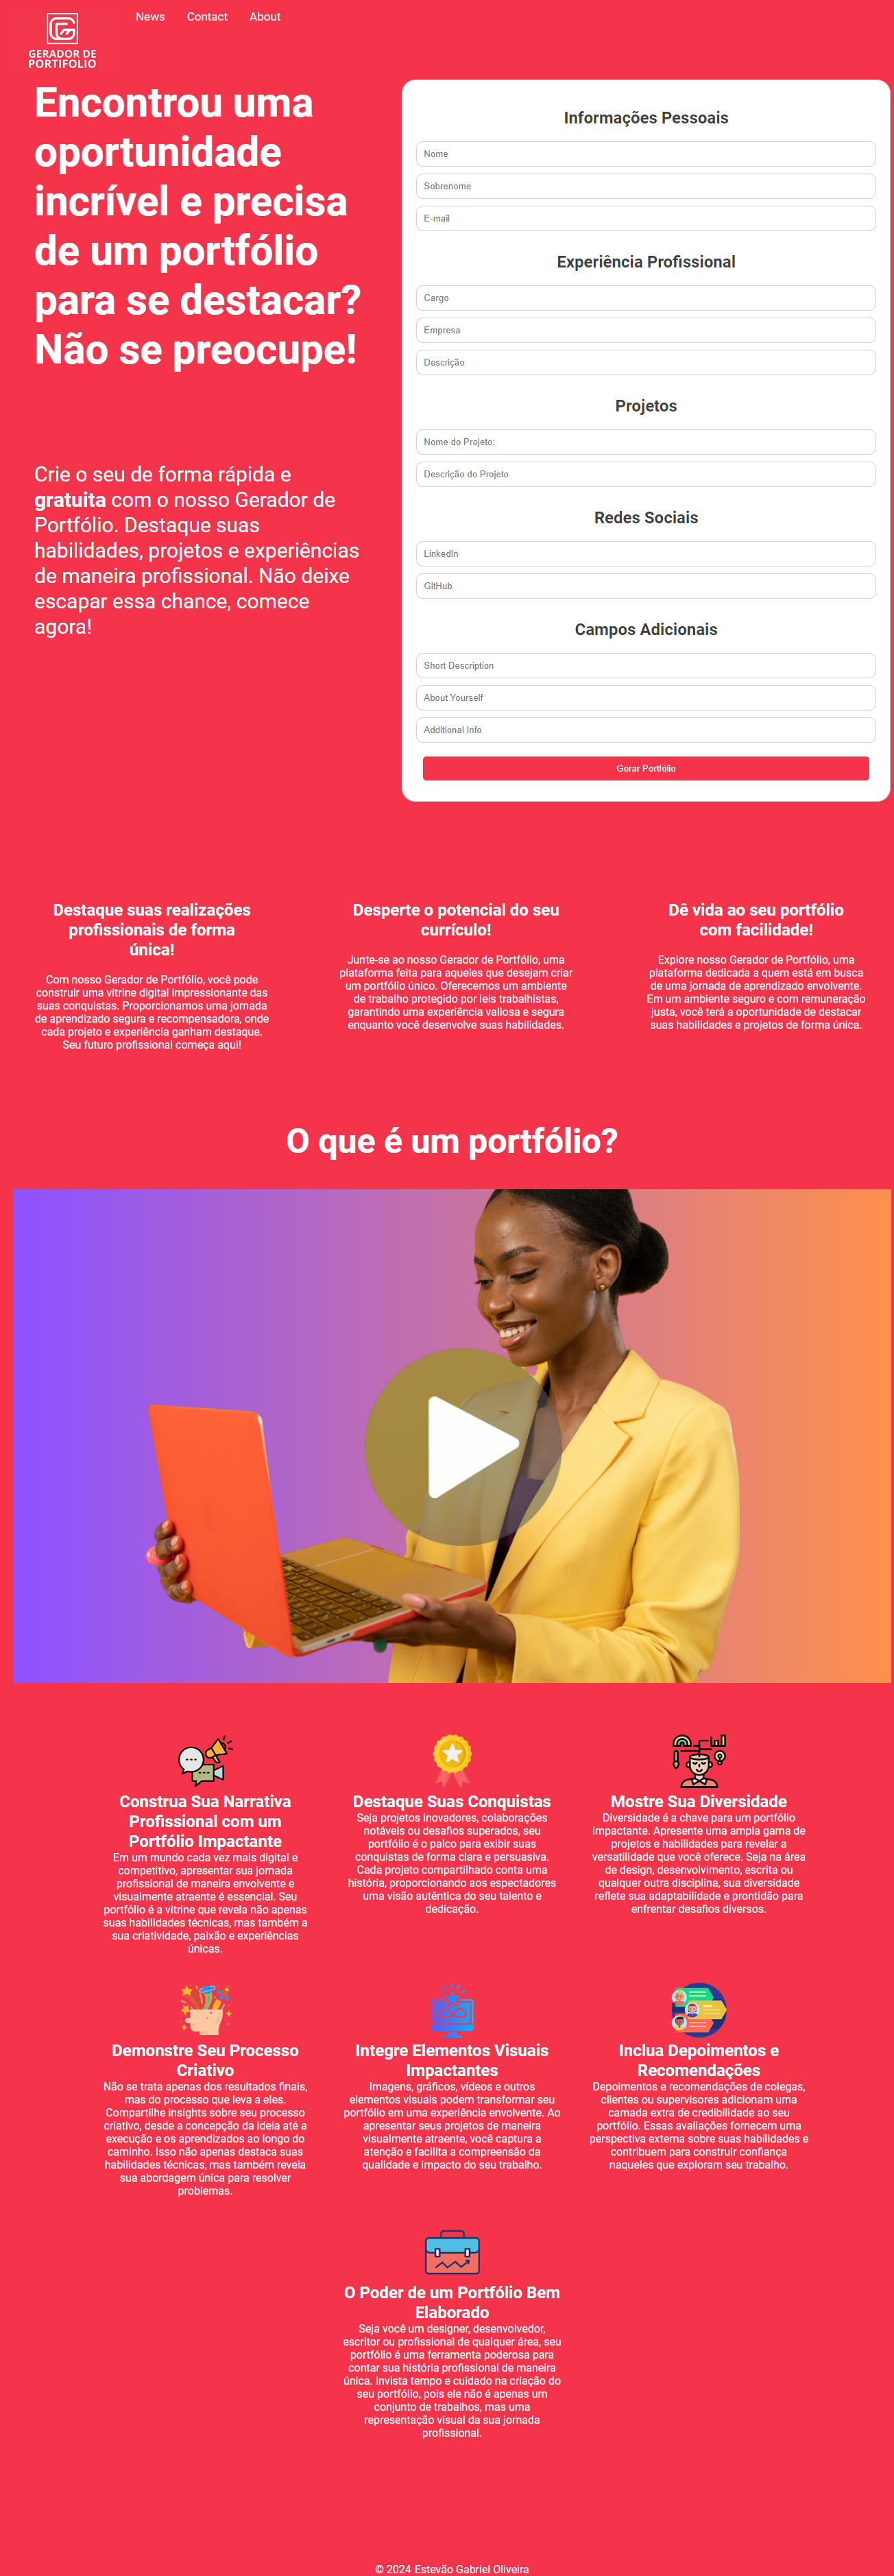 News Contact About
GERADOR DE
PORTIFOLIO
Encontrou uma
oportunidade
incrível e precisa
de um portfólio
para se destacar?
Não se preocupe!
Crie o seu de forma rápida e
gratuita com o nosso Gerador de
Portfólio. Destaque suas
habilidades, projetos e experiências
de maneira profissional. Não deixe
escapar essa chance, comece
agora!
Informações Pessoais
Nome
Sobrenome
E-mail
Experiência Profissional
Cargo
Empresa
Descrição
Projetos
Nome do Projeto:
Descrição do Projeto
Redes Sociais
LinkedIn
GitHub
Campos Adicionais
Short Description
About Yourself
Additional Info
Gerar Portfólio
Destaque suas realizações
profissionais de forma
única!
Com nosso Gerador de Portfólio, você pode
construir uma vitrine digital impressionante das
suas conquistas. Proporcionamos uma jornada
de aprendizado segura e recompensadora, onde
cada projeto e experiência ganham destaque.
Seu futuro profissional começa aqui!
Desperte o potencial do seu
currículo!
Junte-se ao nosso Gerador de Portfólio, uma
plataforma feita para aqueles que desejam criar
um portfólio único. Oferecemos um ambiente
de trabalho protegido por leis trabalhistas,
garantindo uma experiência valiosa e segura
enquanto você desenvolve suas habilidades.
Dê vida ao seu portfólio
com facilidade!
Explore nosso Gerador de Portfólio, uma
plataforma dedicada a quem está em busca
de uma jornada de aprendizado envolvente.
Em um ambiente seguro e com remuneração
justa, você terá a oportunidade de destacar
suas habilidades e projetos de forma única.
O que é um portfólio?
Construa Sua Narrativa
Profissional com um
Portfólio Impactante
Em um mundo cada vez mais digital e
competitivo, apresentar sua jornada
profissional de maneira envolvente e
visualmente atraente é essencial. Seu
portfólio é a vitrine que revela não apenas
suas habilidades técnicas, mas também a
sua criatividade, paixão e experiências
únicas.
Destaque Suas Conquistas
Seja projetos inovadores, colaborações
notáveis ou desafios superados, seu
portfólio é o palco para exibir suas
conquistas de forma clara e persuasiva.
Cada projeto compartilhado conta uma
história, proporcionando aos espectadores
uma visão autêntica do seu talento e
dedicação.
Mostre Sua Diversidade
Diversidade é a chave para um portfólio
impactante. Apresente uma ampla gama de
projetos e habilidades para revelar a
versatilidade que você oferece. Seja na área
de design, desenvolvimento, escrita ou
qualquer outra disciplina, sua diversidade
reflete sua adaptabilidade e prontidão para
enfrentar desafios diversos.
Demonstre Seu Processo
Criativo
Não se trata apenas dos resultados finais,
mas do processo que leva a eles.
Compartilhe insights sobre seu processo
criativo, desde a concepção da ideia até a
execução e os aprendizados ao longo do
caminho. Isso não apenas destaca suas
habilidades técnicas, mas também revela
sua abordagem única para resolver
problemas.
Integre Elementos Visuais
Impactantes
Imagens, gráficos, vídeos e outros
elementos visuais podem transformar seu
portfólio em uma experiência envolvente. Ao
apresentar seus projetos de maneira
visualmente atraente, você captura a
atenção e facilita a compreensão da
qualidade e impacto do seu trabalho.
Inclua Depoimentos e
Recomendações
Depoimentos e recomendações de colegas,
clientes ou supervisores adicionam uma
camada extra de credibilidade ao seu
portfólio. Essas avaliações fornecem uma
perspectiva externa sobre suas habilidades e
contribuem para construir confiança
naqueles que exploram seu trabalho.
O Poder de um Portfólio Bem
Elaborado
Seja você um designer, desenvolvedor,
escritor ou profissional de qualquer área, seu
portfólio é uma ferramenta poderosa para
contar sua história profissional de maneira
única. Invista tempo e cuidado na criação do
seu portfólio, pois ele não é apenas um
conjunto de trabalhos, mas uma
representação visual da sua jornada
profissional.
© 2024 Estevão Gabriel Oliveira